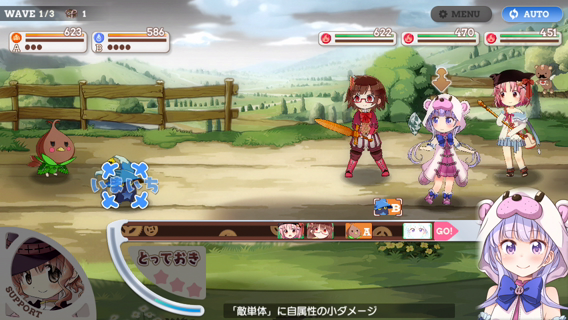 WAVE 1/3 1
MENU
AUTO
623
A
586
B
622
470
451
いまいち
B
A
GO!
とっておき
SUPPORT
「敵単体」に自属性の小ダメージ